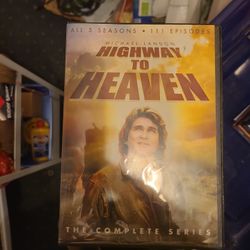 ALL 5 SEASONS • 111 EPISODES
MICHAEL LANDON
HIGHWAY
TO
HEAVEN
THE COMPLETE SERIES